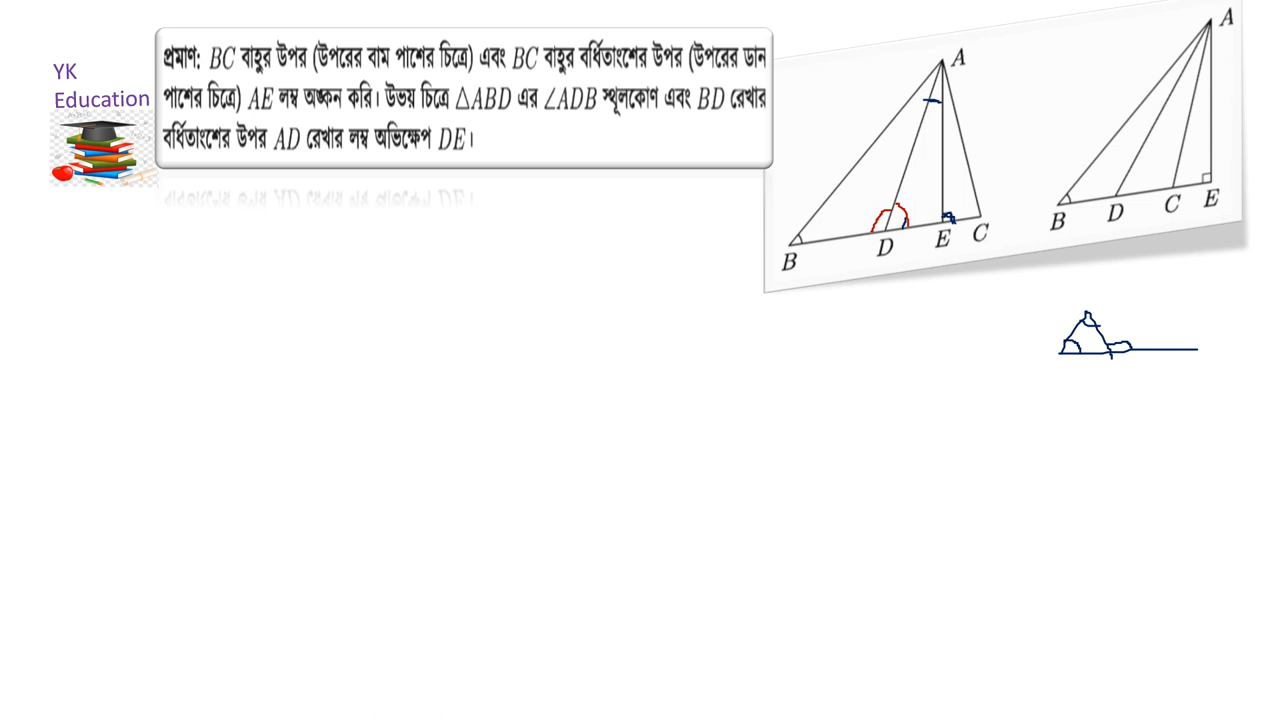 YK
Education
প্রমাণ: BC বাহুর উপর (উপরের বাম পাশের চিত্রে) এবং BC বাহুর বর্ধিতাংশের উপর (উপরের ডান
পাশের চিত্রে) AE লম্ব অঙ্কন করি। উভয় চিত্রে △ABD এর ∠ADB স্থূলকোণ এবং BD রেখার
বর্ধিতাংশের উপর AD রেখার লম্ব অভিক্ষেপ DE।
A
B
D
E
C
A
B
D
C
E